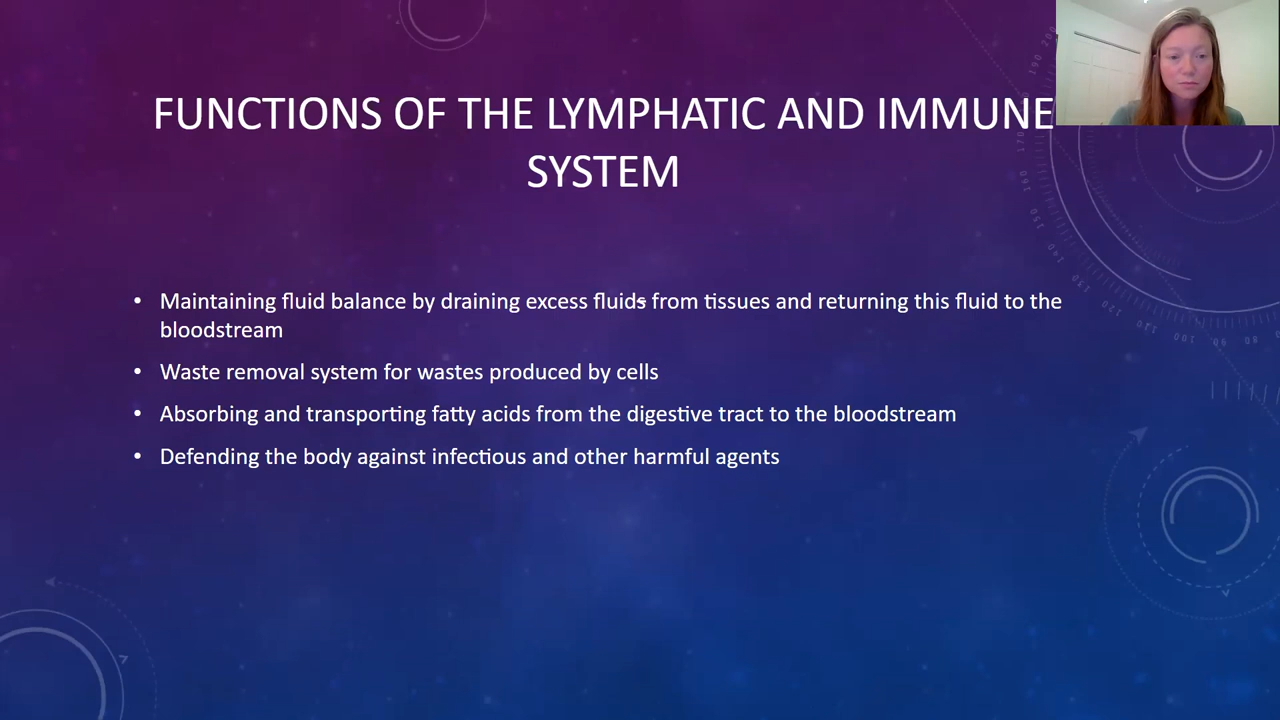 FUNCTIONS OF THE LYMPHATIC AND IMMUNE
SYSTEM
• Maintaining fluid balance by draining excess fluids from tissues and returning this fluid to the
bloodstream
• Waste removal system for wastes produced by cells
• Absorbing and transporting fatty acids from the digestive tract to the bloodstream
• Defending the body against infectious and other harmful agents